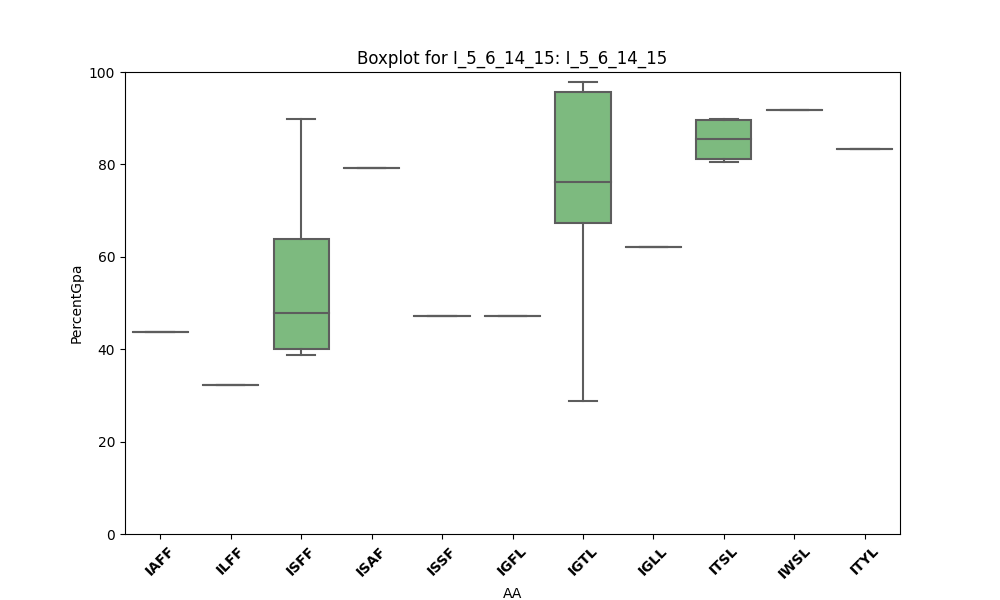 Boxplot for I_5_6_14_15: I_5_6_14_15
100
80
60
40
20
0
PercentGpa
IAFF
ILFF
ISFF
ISAF
ISSF
IGFL
IGTL
IGLL
ITSL
IWSL
ITYL
AA